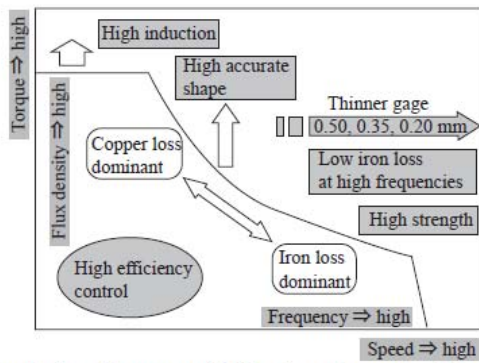 High induction
High accurate
shape
Torque ⇒ high
Flux density ⇒ high
Thinner gage
0.50, 0.35, 0.20 mm
Copper loss
dominant
Low iron loss
at high frequencies
High strength
High efficiency
control
Iron loss
dominant
Frequency ⇒ high
Speed ⇒ high